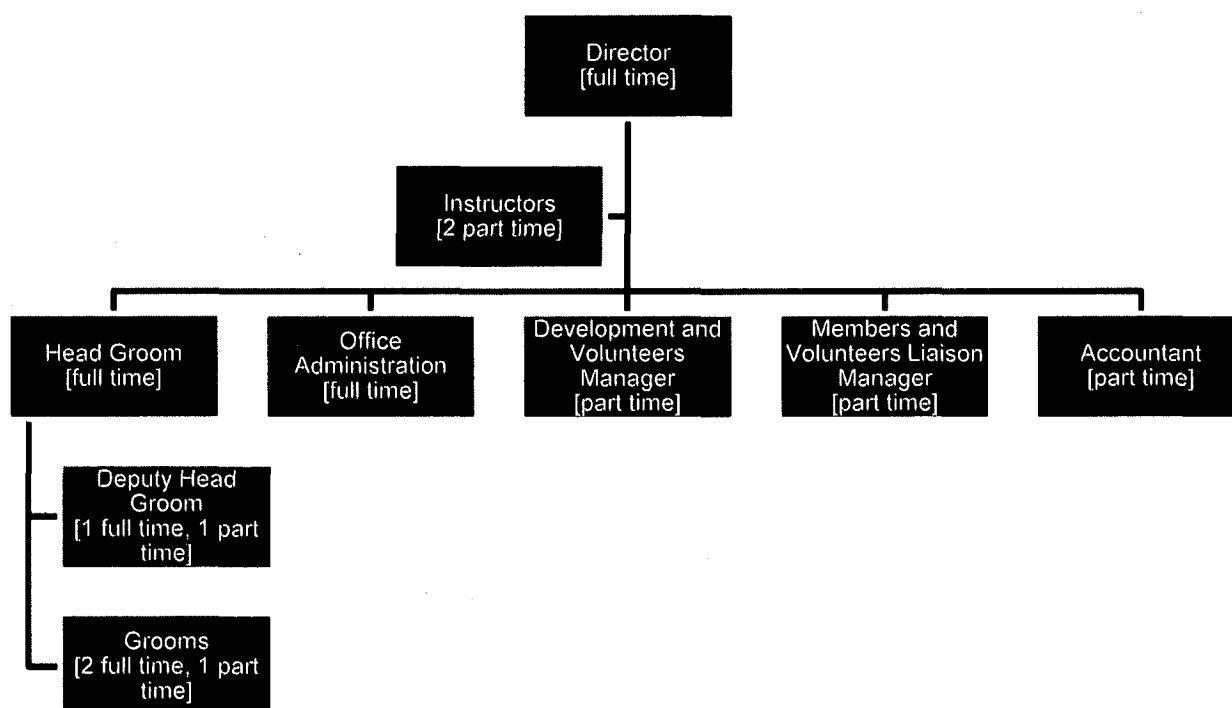 Director
[full time]
Instructors
[2 part time]
Head Groom
[full time]
Office
Administration
[full time]
Development and
Volunteers
Manager
[part time]
Members and
Volunteers Liaison
Manager
[part time]
Accountant
[part time]
Deputy Head
Groom
[1 full time, 1 part
time]
Grooms
[2 full time, 1 part
time]